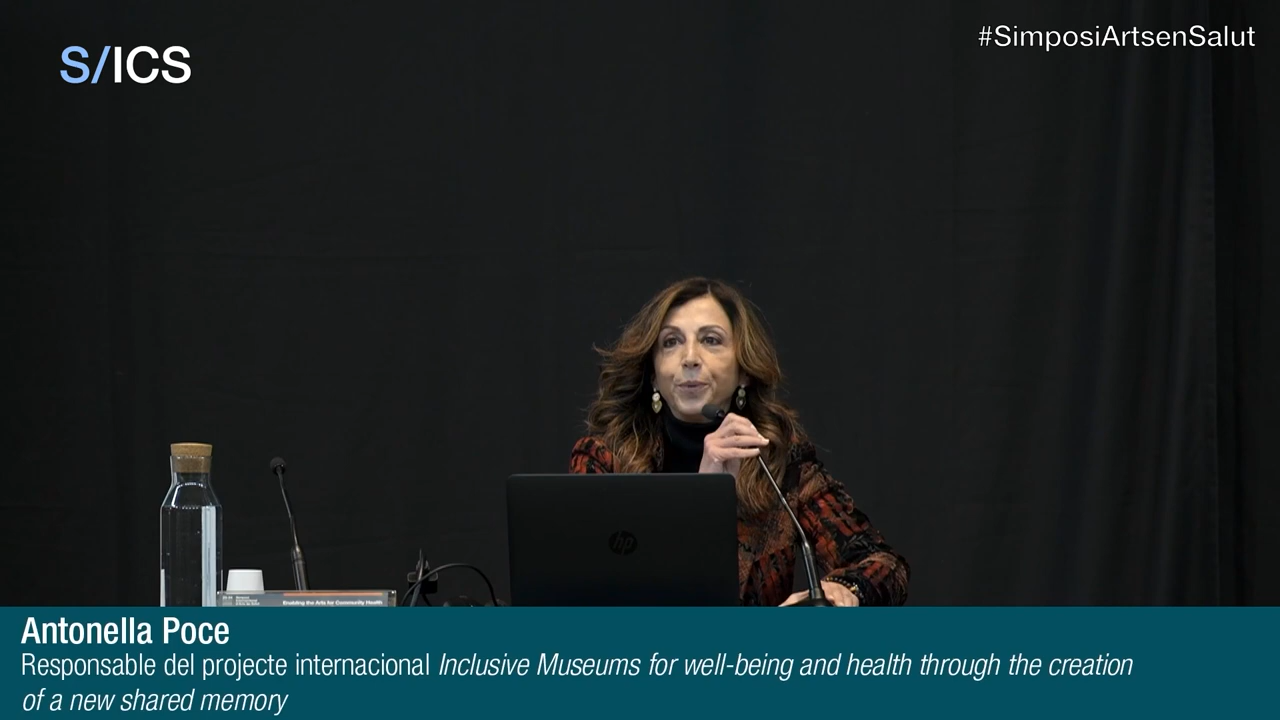 S/ICS
#SimposiArtsenSalut
hp
Enabling the Arts for Community Health
Antonella Poce
Responsable del projecte internacional Inclusive Museums for well-being and health through the creation
of a new shared memory